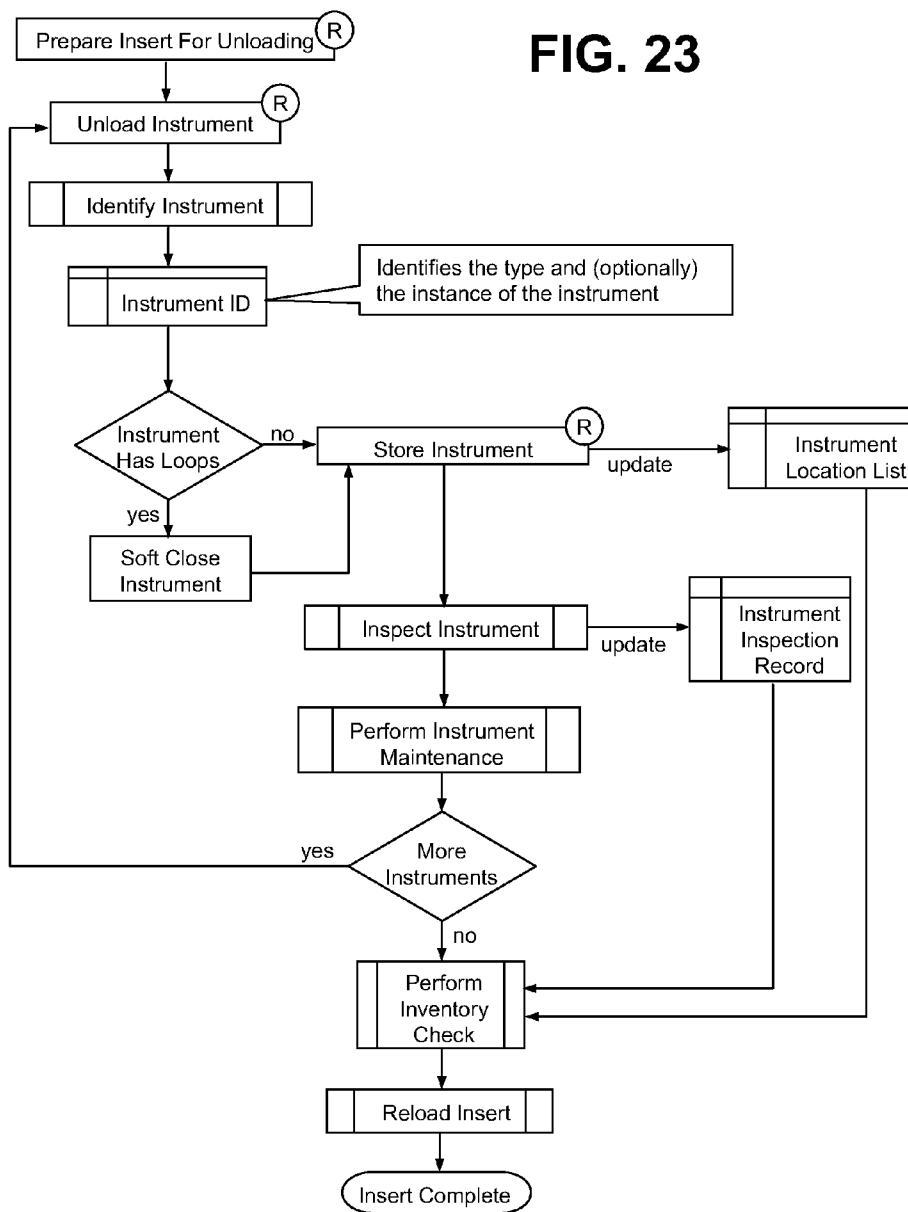 FIG. 23
R
Prepare Insert For Unloading
R
Unload Instrument
Identify Instrument
Instrument ID
Identifies the type and (optionally)
the instance of the instrument
Instrument
Has Loops
no
yes
Soft Close
Instrument
R
Store Instrument
update
Instrument
Location List
Inspect Instrument
update
Instrument
Inspection
Record
Perform Instrument
Maintenance
More
Instruments
yes
no
Perform
Inventory
Check
Reload Insert
Insert Complete